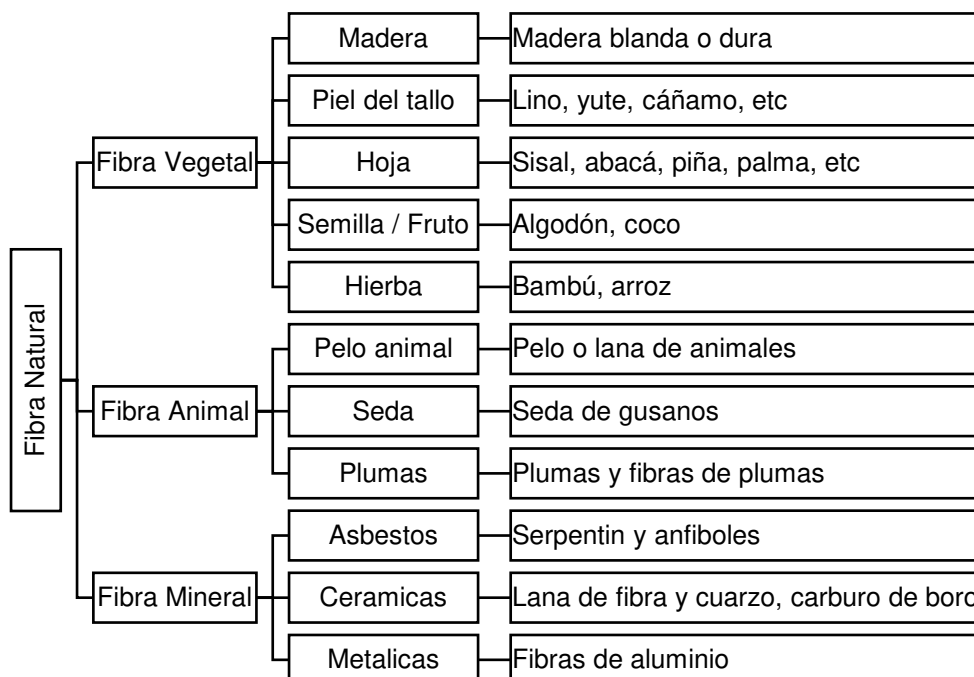 Fibra Natural
Fibra Vegetal
Madera
Madera blanda o dura
Piel del tallo
Lino, yute, cáñamo, etc
Hoja
Sisal, abacá, piña, palma, etc
Semilla / Fruto
Algodón, coco
Hierba
Bambú, arroz
Fibra Animal
Pelo animal
Pelo o lana de animales
Seda
Seda de gusanos
Plumas
Plumas y fibras de plumas
Fibra Mineral
Asbestos
Serpentin y anfiboles
Ceramicas
Lana de fibra y cuarzo, carburo de boro
Metalicas
Fibras de aluminio